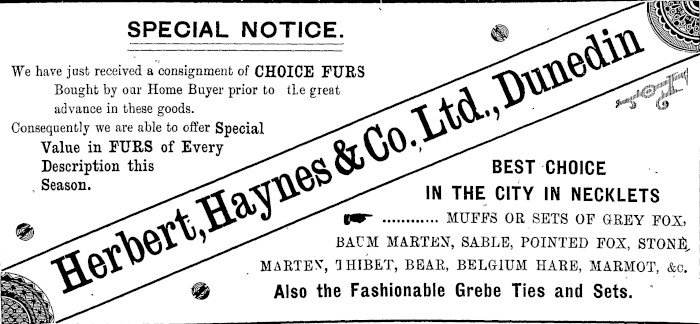 SPECIAL NOTICE.
We have just received a consignment of CHOICE FURS
Bought by our Home Buyer prior to the great
advance in these goods.
Consequently we are able to offer Special
Value in FURS of Every
Description this
Season.
Herbert, Haynes & Co., Ltd., Dunedin
BEST CHOICE
IN THE CITY IN NECKLETS
............ MUFFS OR SETS OF GREY FOX,
BAUM MARTEN, SABLE, POINTED FOX, STONE
MARTEN, THIBET, BEAR, BELGIUM HARE, MARMOT, &c.
Also the Fashionable Grebe Ties and Sets.